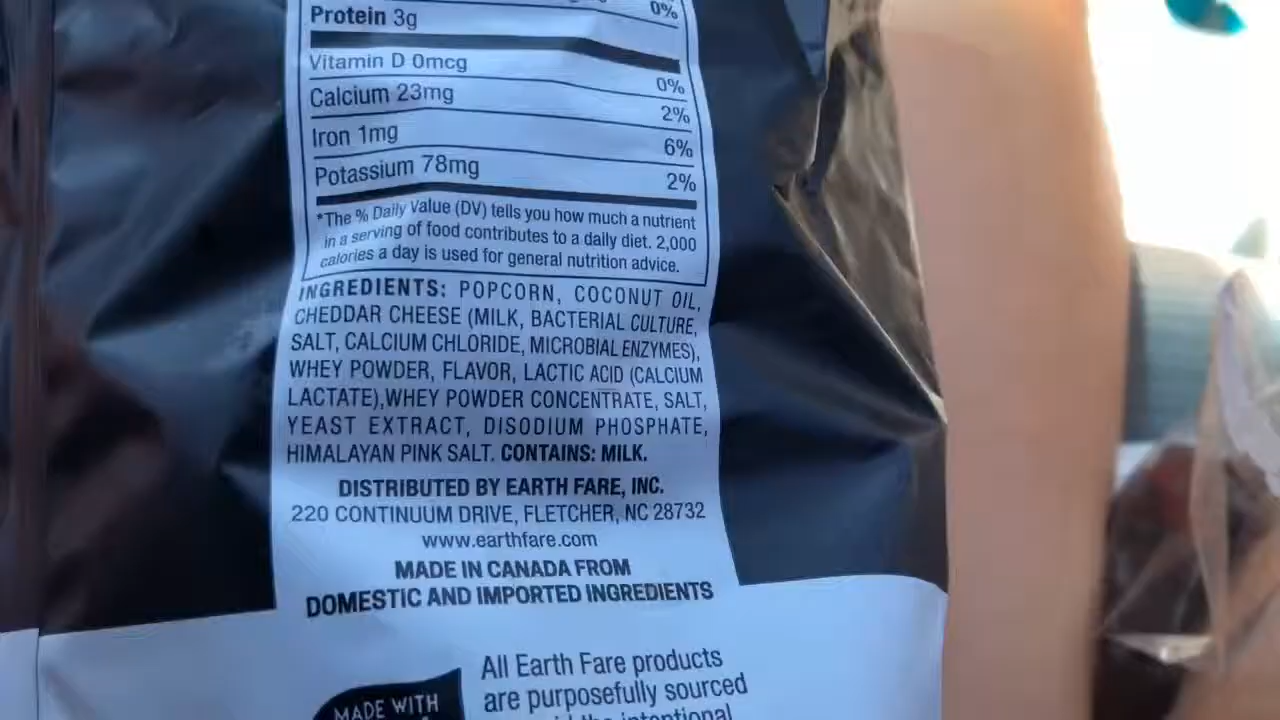 0%
Protein 3g
Vitamin D 0mcg 0%
Calcium 23mg 2%
Iron 1mg 6%
Potassium 78mg 2%
*The % Daily Value (DV) tells you how much a nutrient
in a serving of food contributes to a daily diet. 2,000
calories a day is used for general nutrition advice.
INGREDIENTS: POPCORN, COCONUT OIL,
CHEDDAR CHEESE (MILK, BACTERIAL CULTURE,
SALT, CALCIUM CHLORIDE, MICROBIAL ENZYMES),
WHEY POWDER, FLAVOR, LACTIC ACID (CALCIUM
LACTATE),WHEY POWDER CONCENTRATE, SALT,
YEAST EXTRACT, DISODIUM PHOSPHATE,
HIMALAYAN PINK SALT. CONTAINS: MILK.
DISTRIBUTED BY EARTH FARE, INC.
220 CONTINUUM DRIVE, FLETCHER, NC 28732
www.earthfare.com
MADE IN CANADA FROM
DOMESTIC AND IMPORTED INGREDIENTS
All Earth Fare products
are purposefully sourced
the intentional
MADE WITH